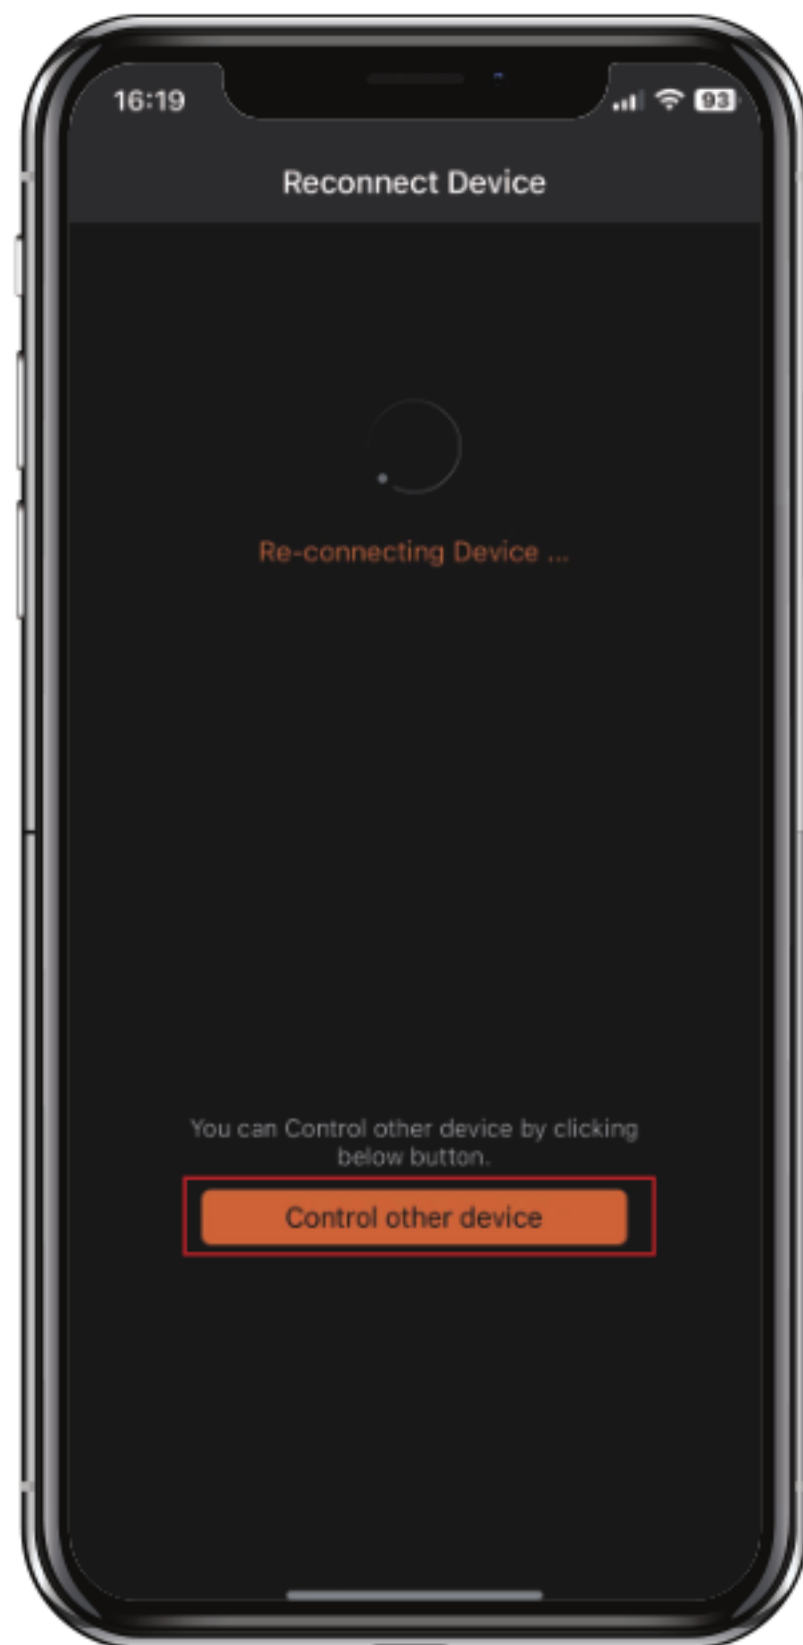 16:19
93
Reconnect Device
Re-connecting Device ...
You can Control other device by clicking
below button.
Control other device